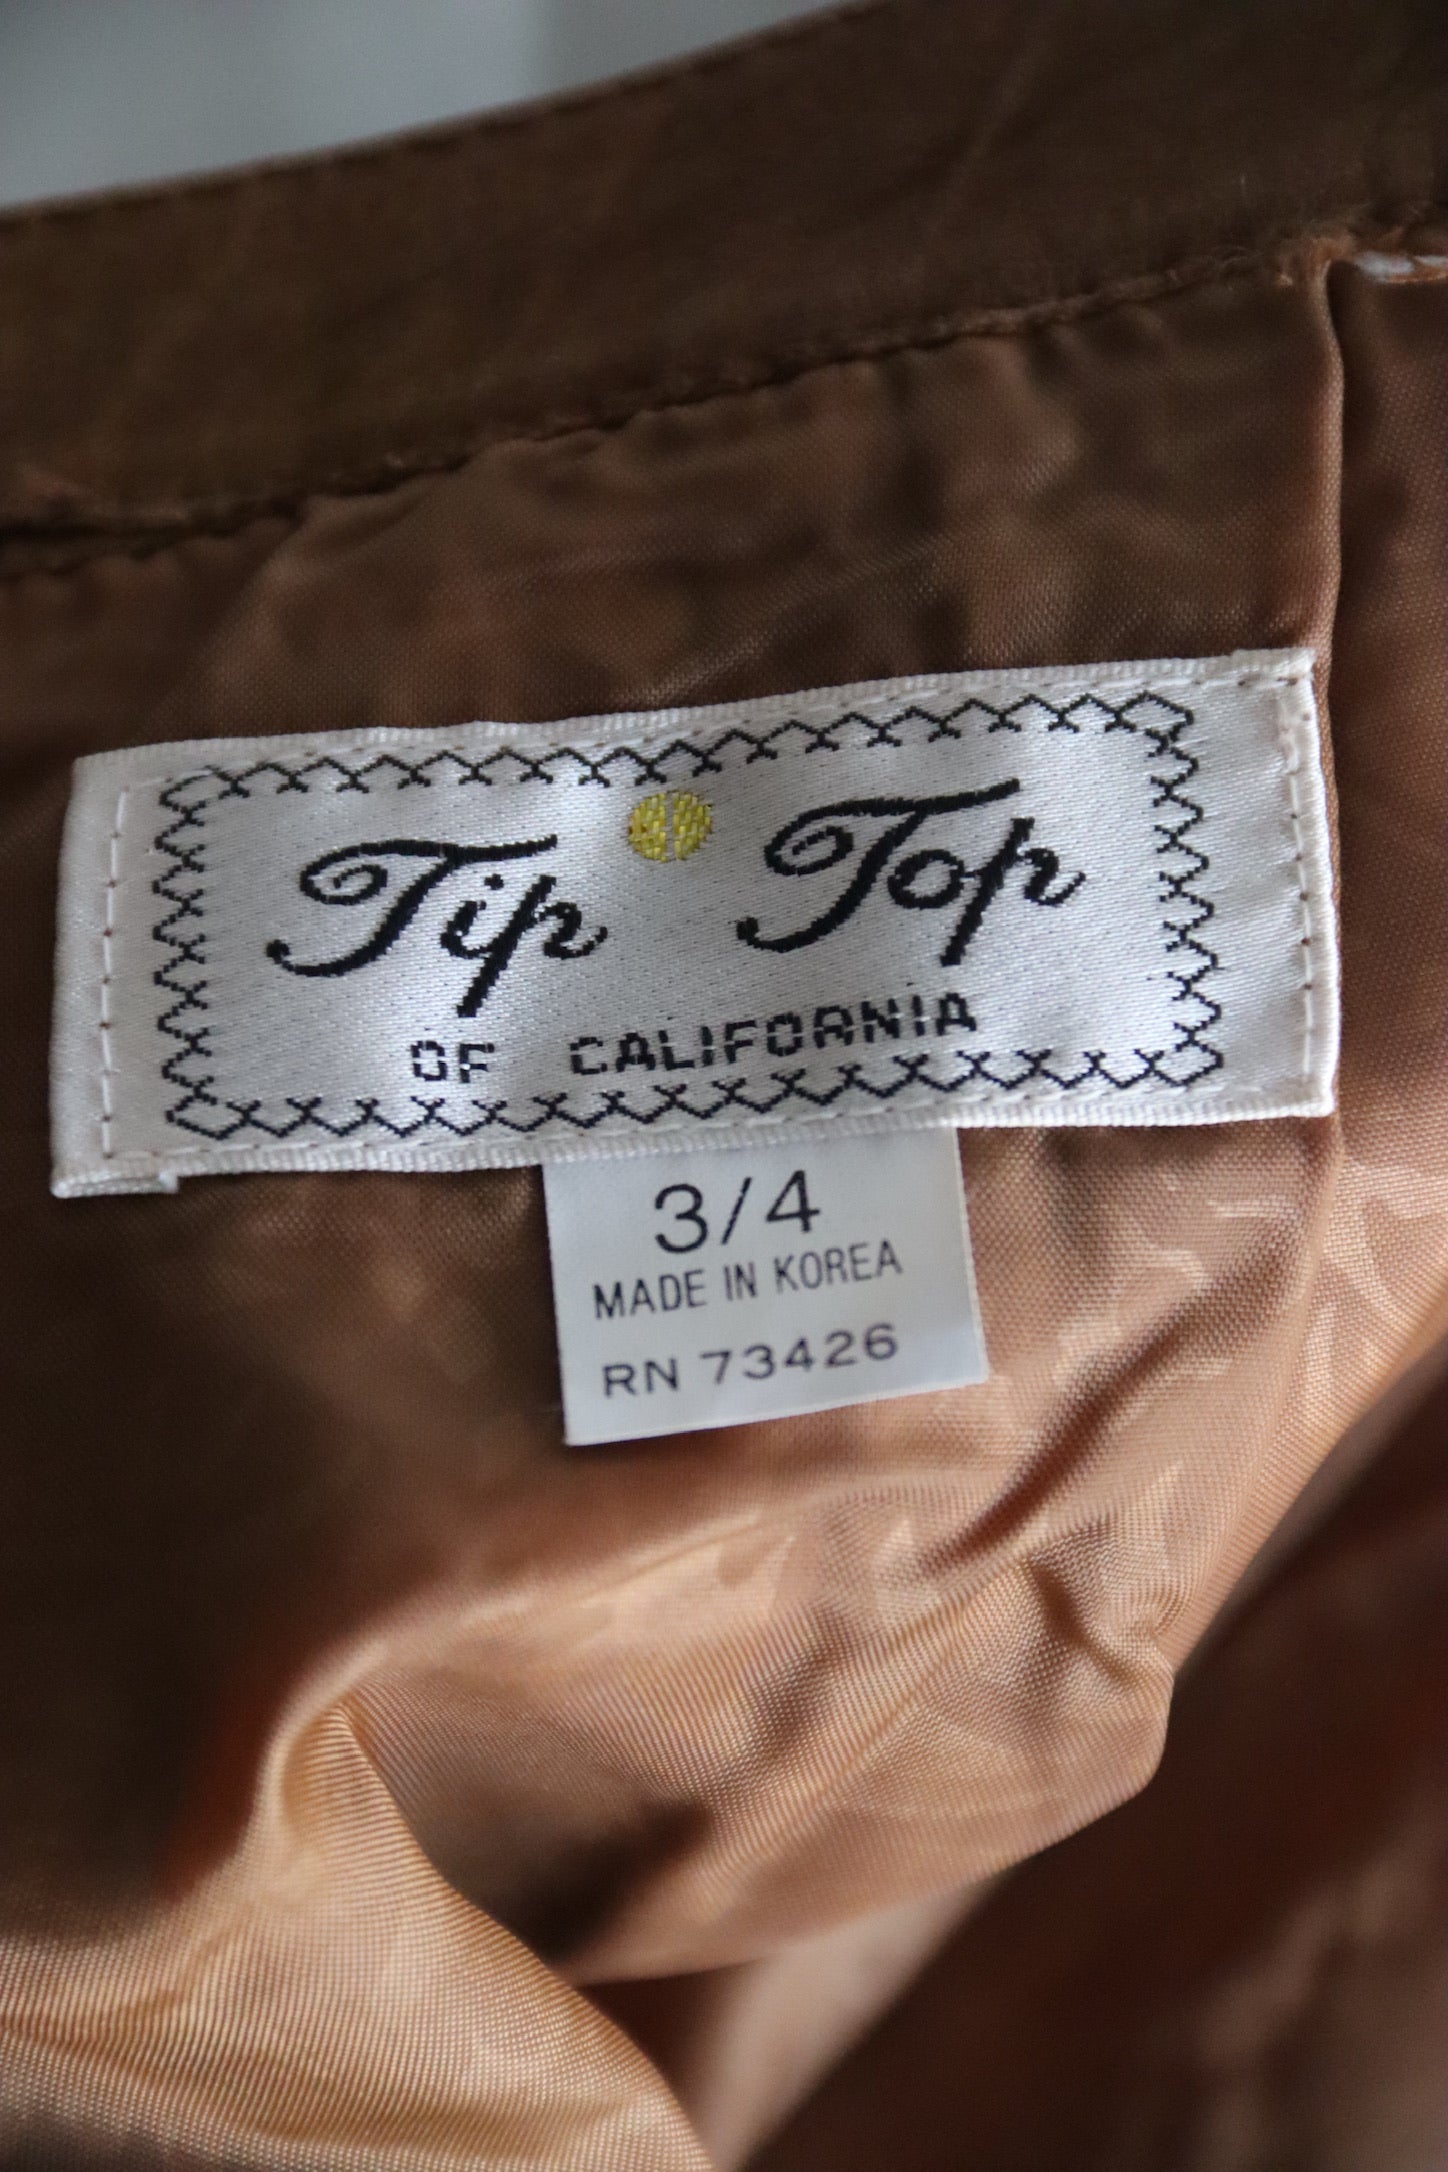 Tip Top
OF CALIFORNIA
3/4
MADE IN KOREA
RN 73426